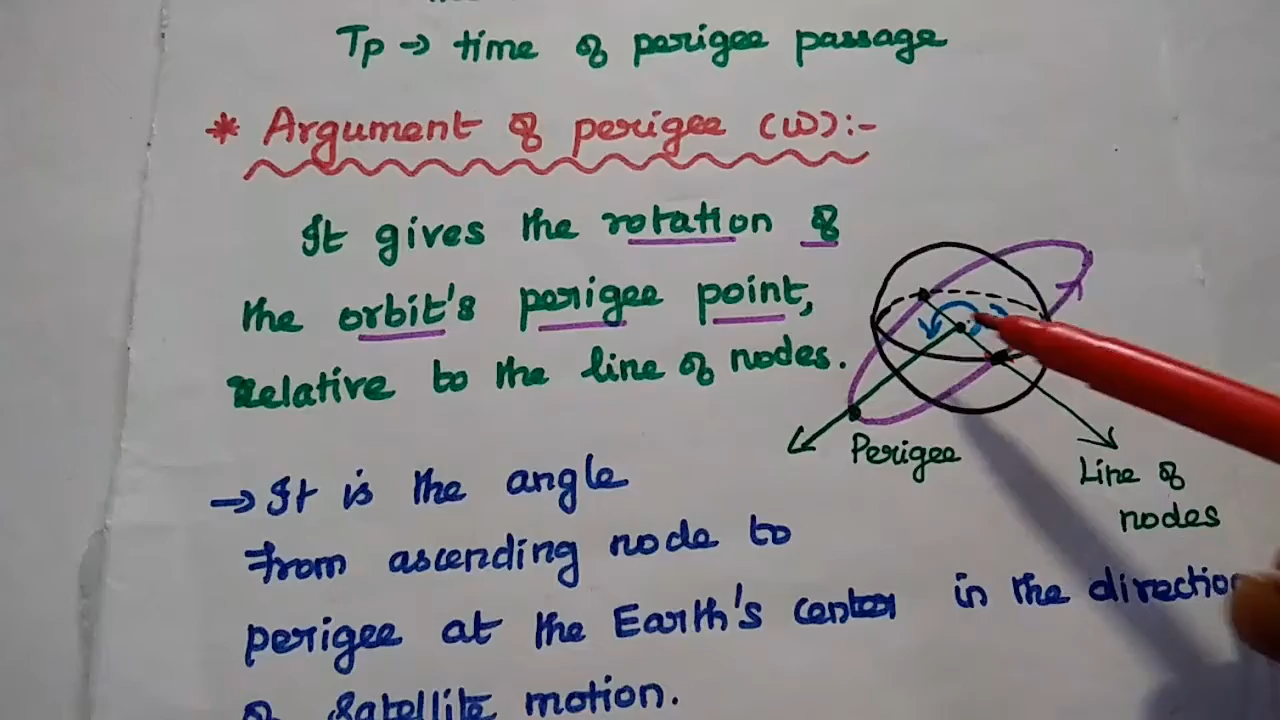 Tp → time of perigee passage
* Argument of perigee (ω):-
It gives the rotation of
the orbit's perigee point,
Relative to the line of nodes.
Perigee
Line of
nodes
→ It is the angle
from ascending node to
perigee at the Earth's center in the direction
of satellite motion.